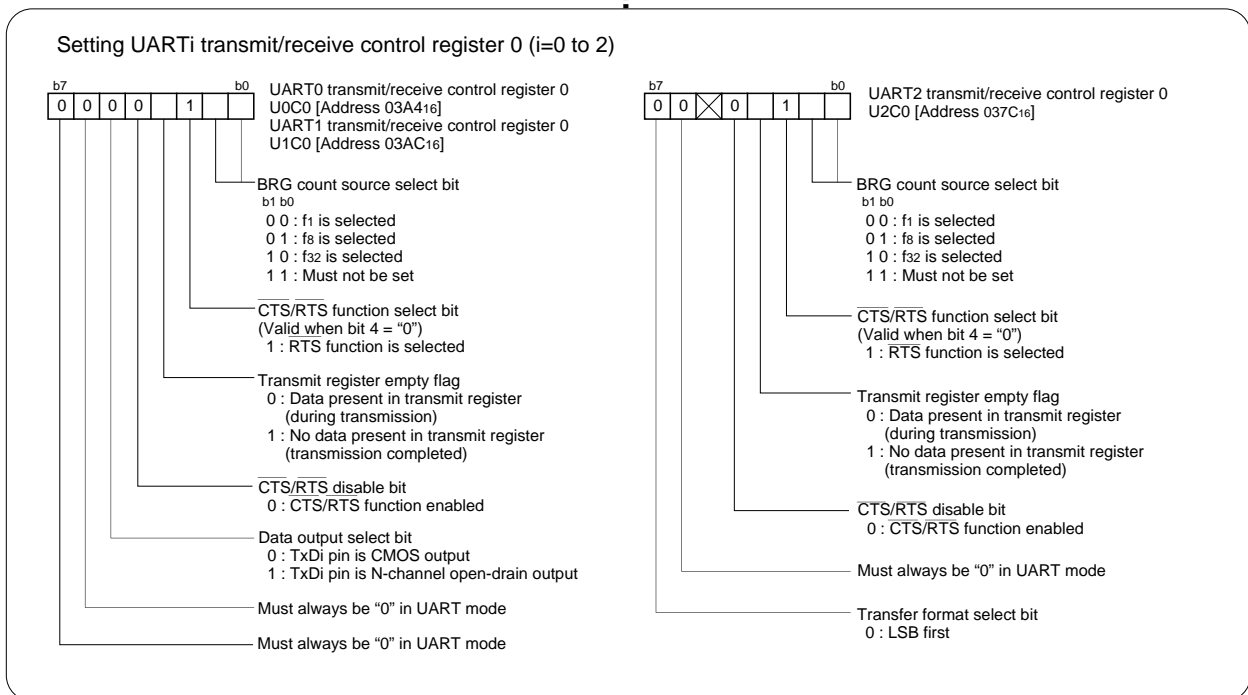 Setting UARTi transmit/receive control register 0 (i=0 to 2)
b7 b0
0 0 0 0 1
UART0 transmit/receive control register 0
U0C0 [Address 03A416]
UART1 transmit/receive control register 0
U1C0 [Address 03AC16]
BRG count source select bit
b1 b0
0 0 : f1 is selected
0 1 : f8 is selected
1 0 : f32 is selected
1 1 : Must not be set
CTS/RTS function select bit
(Valid when bit 4 = “0”)
1 : RTS function is selected
Transmit register empty flag
0 : Data present in transmit register
(during transmission)
1 : No data present in transmit register
(transmission completed)
CTS/RTS disable bit
0 : CTS/RTS function enabled
Data output select bit
0 : TxDi pin is CMOS output
1 : TxDi pin is N-channel open-drain output
Must always be “0” in UART mode
Must always be “0” in UART mode
b7 b0
0 0 0 1
UART2 transmit/receive control register 0
U2C0 [Address 037C16]
BRG count source select bit
b1 b0
0 0 : f1 is selected
0 1 : f8 is selected
1 0 : f32 is selected
1 1 : Must not be set
CTS/RTS function select bit
(Valid when bit 4 = “0”)
1 : RTS function is selected
Transmit register empty flag
0 : Data present in transmit register
(during transmission)
1 : No data present in transmit register
(transmission completed)
CTS/RTS disable bit
0 : CTS/RTS function enabled
Must always be “0” in UART mode
Transfer format select bit
0 : LSB first